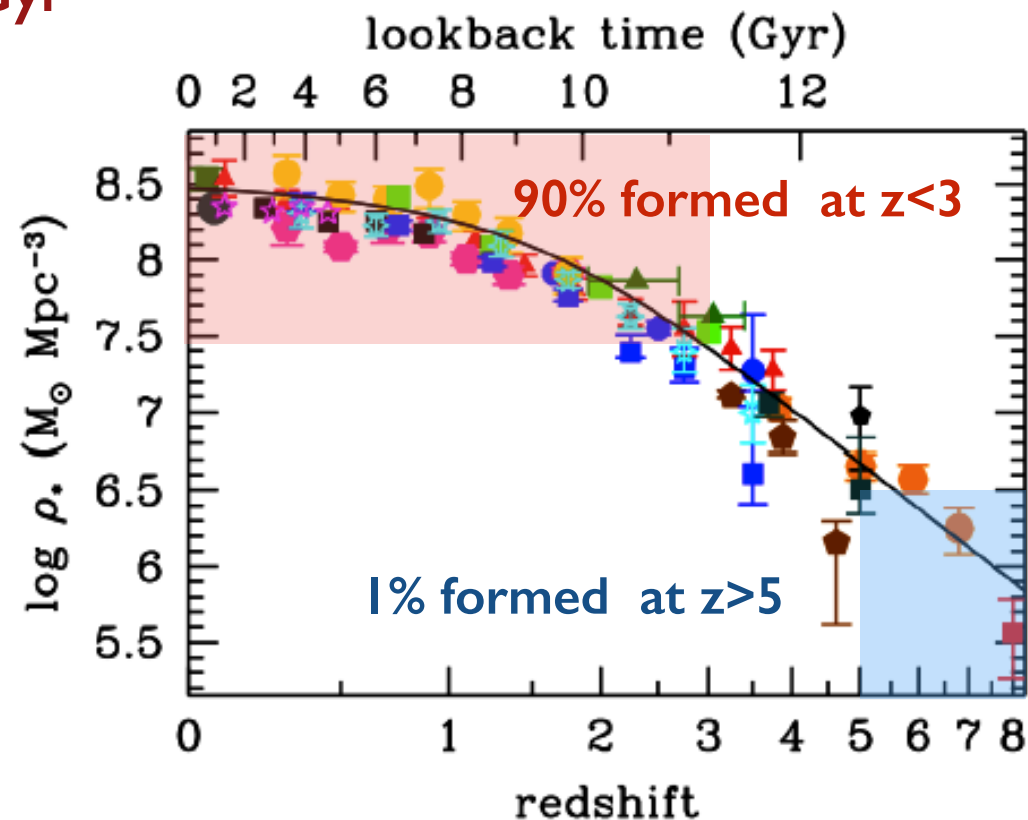 Gyr
lookback time (Gyr)
0 2 4 6 8 10 12
8.5
90% formed at z<3
8
7.5
7
6.5
6
1% formed at z>5
5.5
log ρ* (M⊙ Mpc⁻³)
0 1 2 3 4 5 6 7 8
redshift